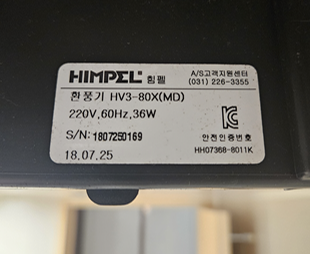 HIMPEL 힘펠 A/S고객지원센터
(031) 226-3355
환풍기 HV3-80X(MD)
220V,60Hz,36W
S/N: 1807250169
안전인증번호
18.07.25
HH07368-8011K